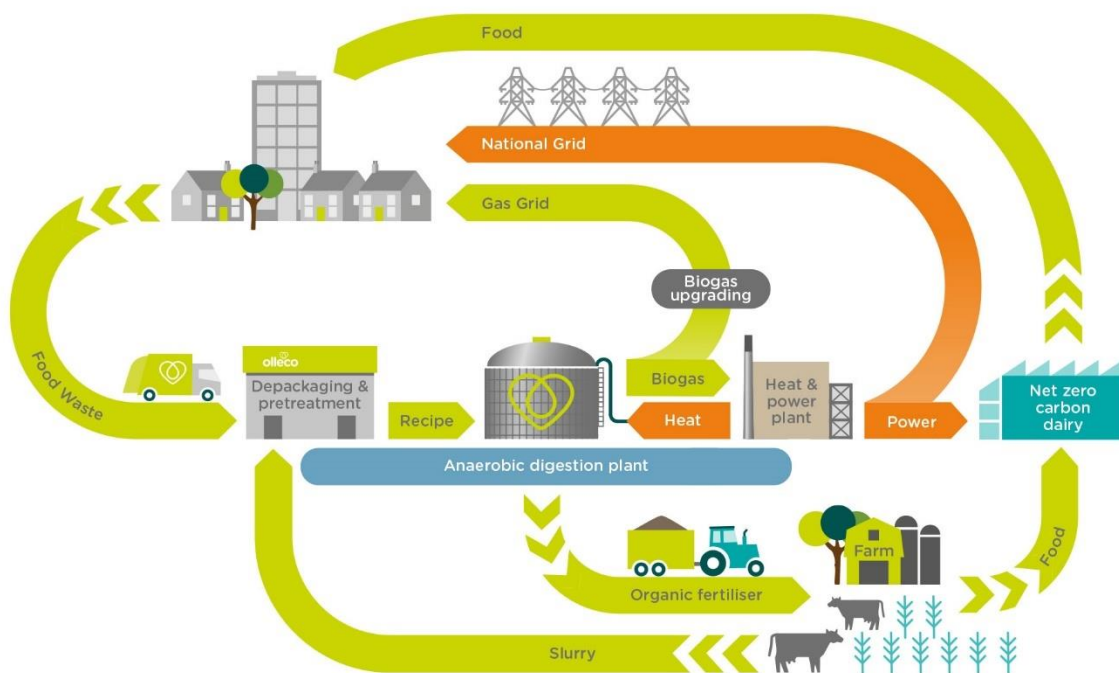 Food
National Grid
Gas Grid
Biogas
upgrading
Food Waste
olleco
Depackaging &
pretreatment
Recipe
Biogas
Heat
Heat &
power
plant
Power
Net zero
carbon
dairy
Anaerobic digestion plant
Farm
Food
Organic fertiliser
Slurry